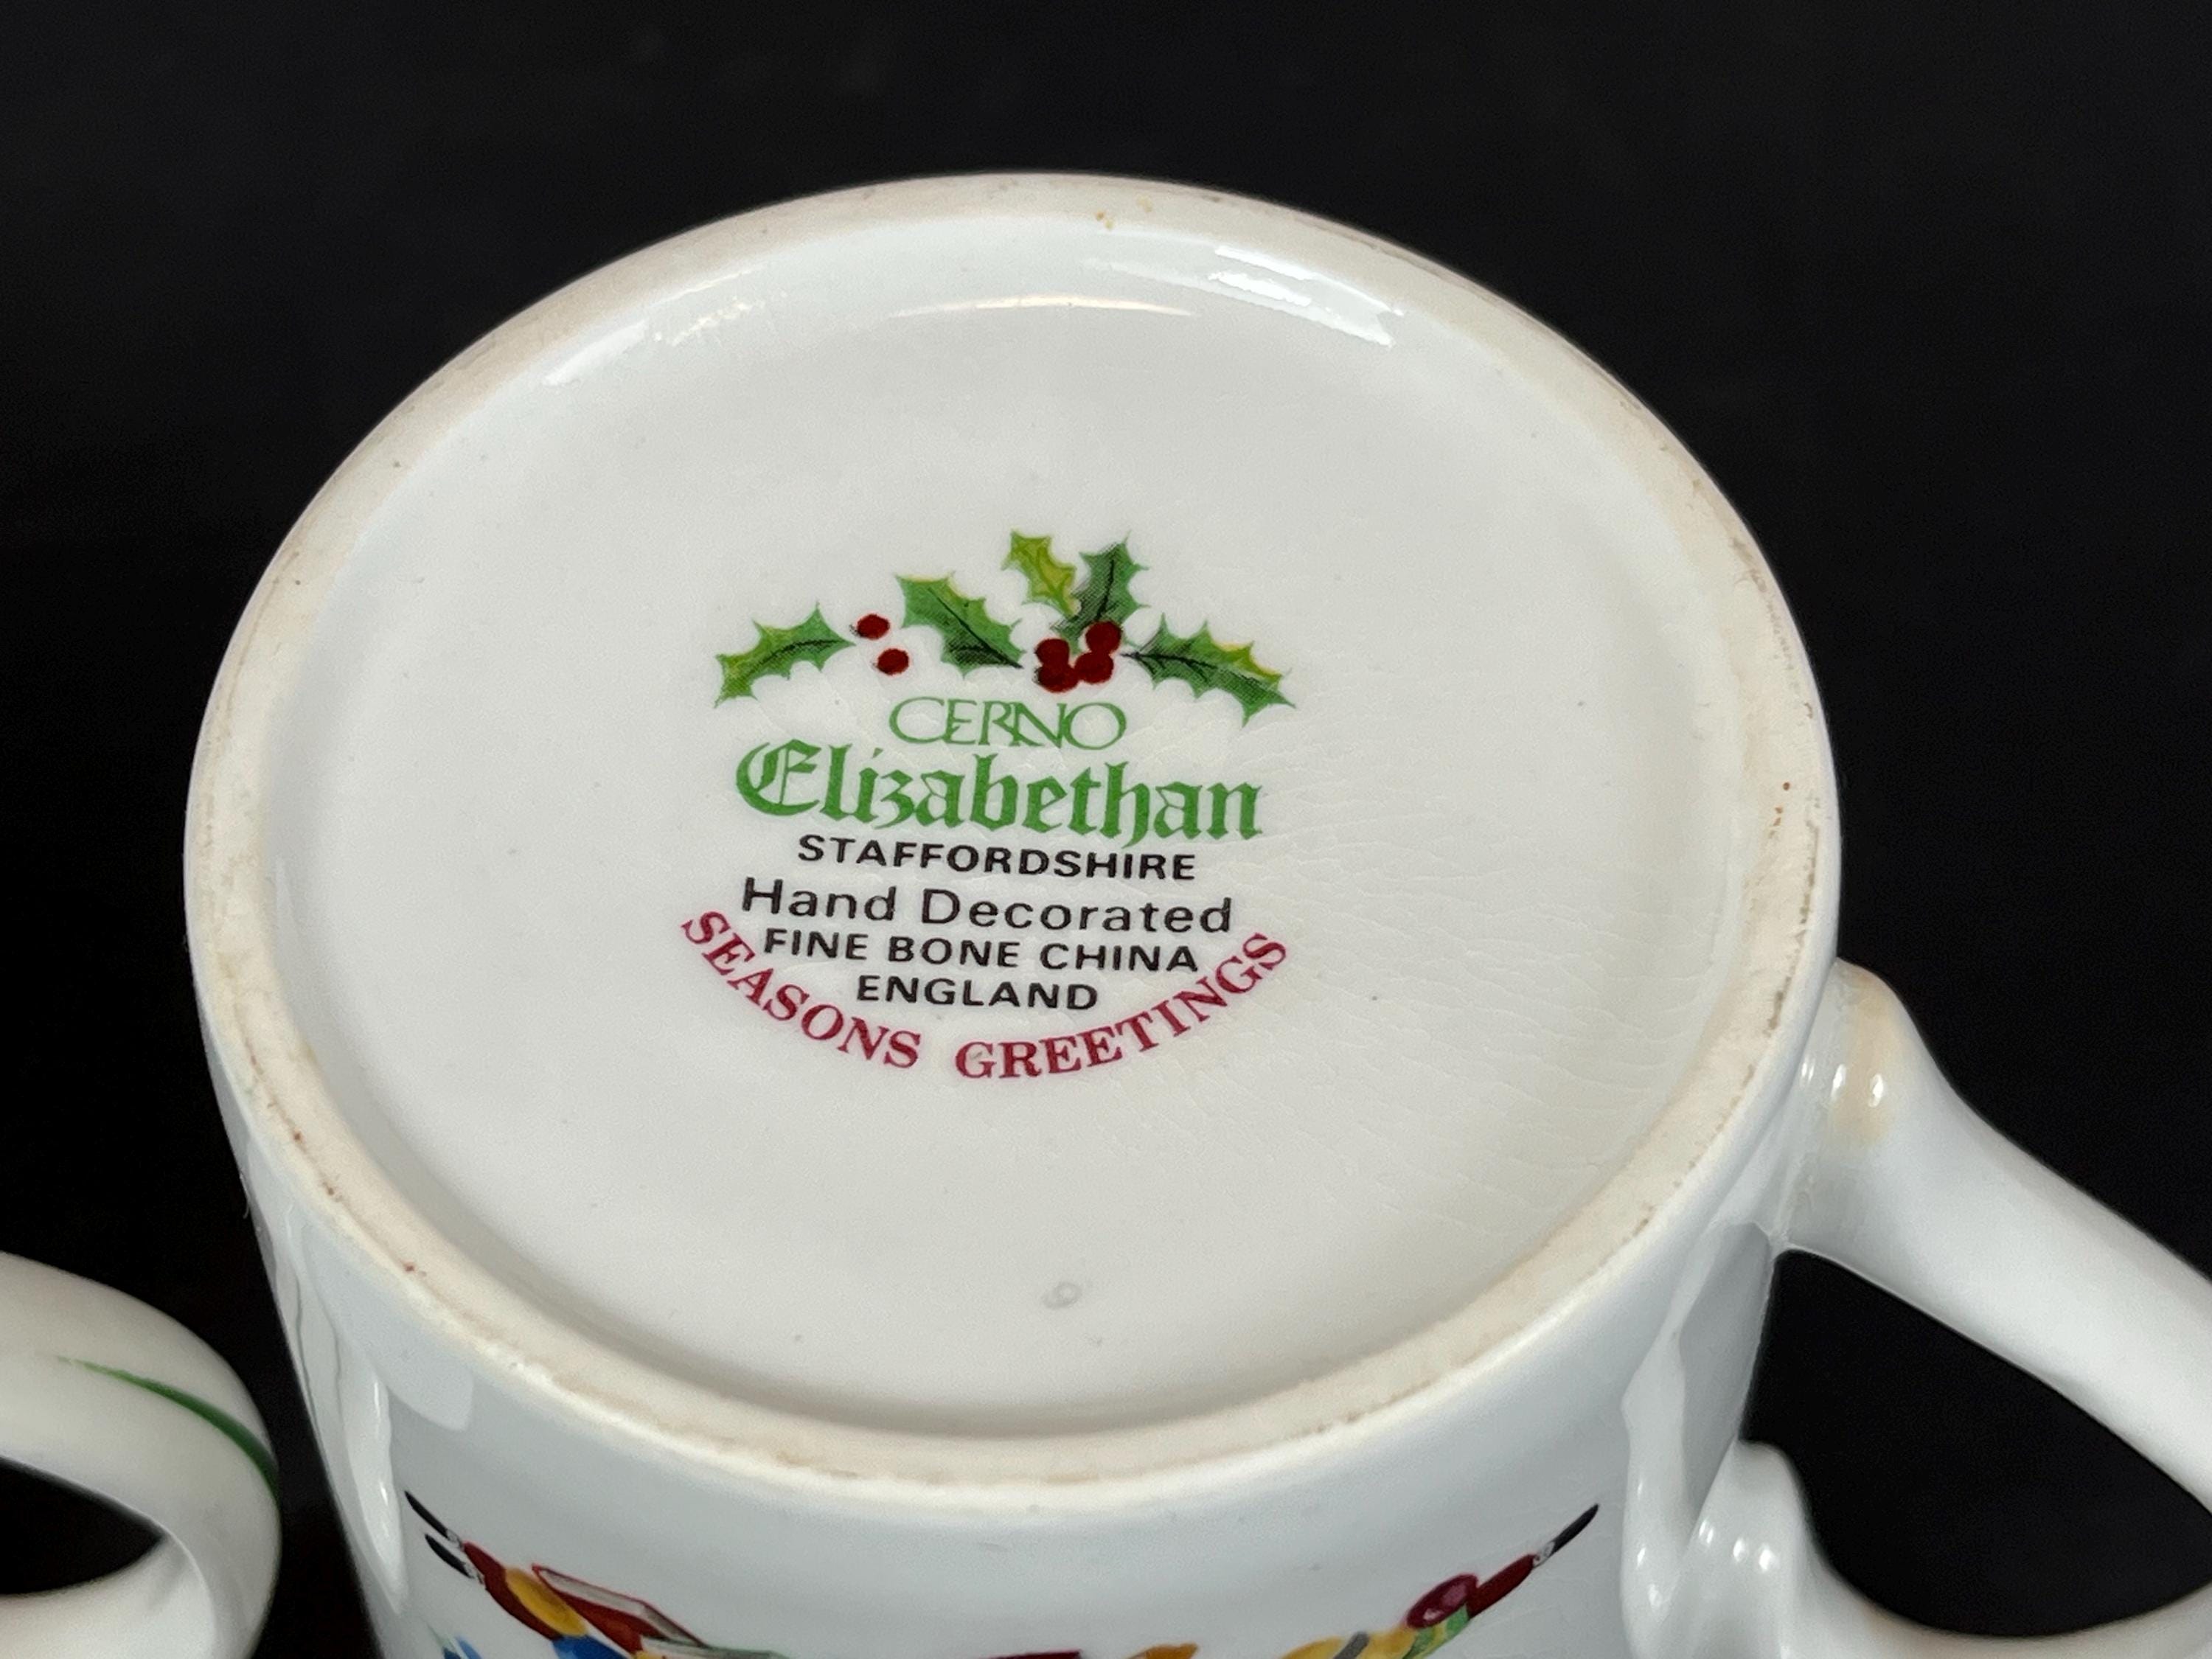 CERNO
Elizabethan
STAFFORDSHIRE
Hand Decorated
FINE BONE CHINA
ENGLAND
SEASONS GREETINGS